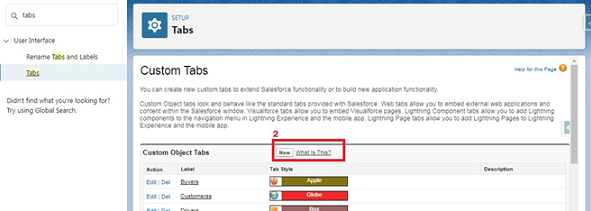 tabs
User Interface
Rename Tabs and Labels
Tabs
Didn't find what you're looking for?
Try using Global Search.
SETUP
Tabs
Custom Tabs
Help for this Page
You can create new custom tabs to extend Salesforce functionality or to build new application functionality.
Custom Object tabs look and behave like the standard tabs provided with Salesforce. Web tabs allow you to embed external web applications and
content within the Salesforce window. Visualforce tabs allow you to embed Visualforce pages. Lightning Component tabs allow you to add Lightning
components to the navigation menu in Lightning Experience and the mobile app. Lightning Page tabs allow you to add Lightning Pages to Lightning
Experience and the mobile app.
2
Custom Object Tabs New What Is This?
Action Label Tab Style Description
Edit | Del Buyers Apple
Edit | Del Customerss Globe
Edit | Del Drivers Box